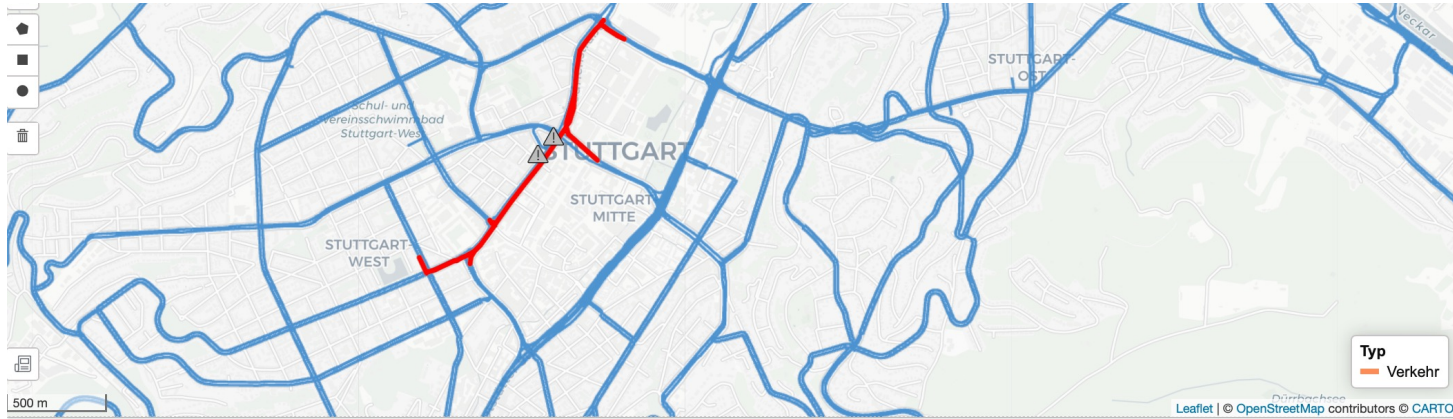 Neckar
STUTTGART-
OST
Schul- und
Vereinsschwimmbad
Stuttgart-West
STUTTGART
STUTTGART-
MITTE
STUTTGART-
WEST
Typ
Verkehr
500 m
Dürrbachsee
Leaflet | © OpenStreetMap contributors © CARTO